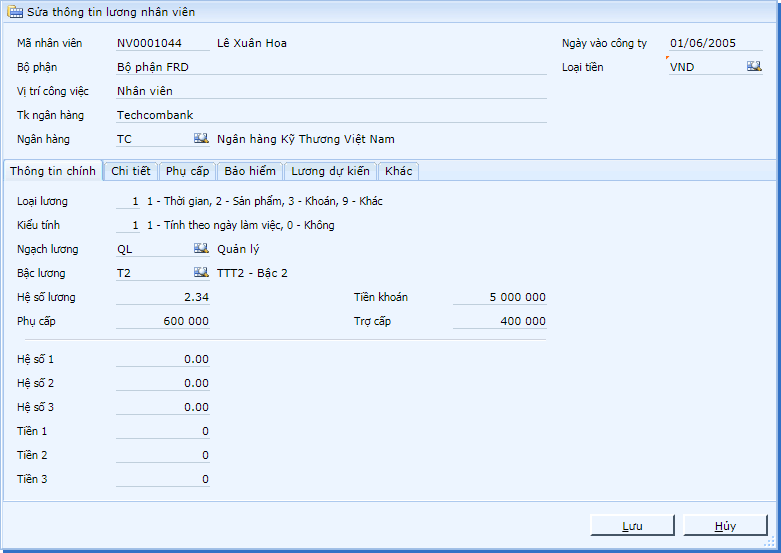 Sửa thông tin lương nhân viên
Mã nhân viên NV0001044 Lê Xuân Hoa Ngày vào công ty 01/06/2005
Bộ phận Bộ phận FRD Loại tiền VND
Vị trí công việc Nhân viên
Tk ngân hàng Techcombank
Ngân hàng TC Ngân hàng Kỹ Thương Việt Nam
Thông tin chính Chi tiết Phụ cấp Bảo hiểm Lương dự kiến Khác
Loại lương 1 1 - Thời gian, 2 - Sản phẩm, 3 - Khoán, 9 - Khác
Kiểu tính 1 1 - Tính theo ngày làm việc, 0 - Không
Ngạch lương QL Quản lý
Bậc lương T2 TTT2 - Bậc 2
Hệ số lương 2.34 Tiền khoán 5 000 000
Phụ cấp 600 000 Trợ cấp 400 000
Hệ số 1 0.00
Hệ số 2 0.00
Hệ số 3 0.00
Tiền 1 0
Tiền 2 0
Tiền 3 0
Lưu Hủy